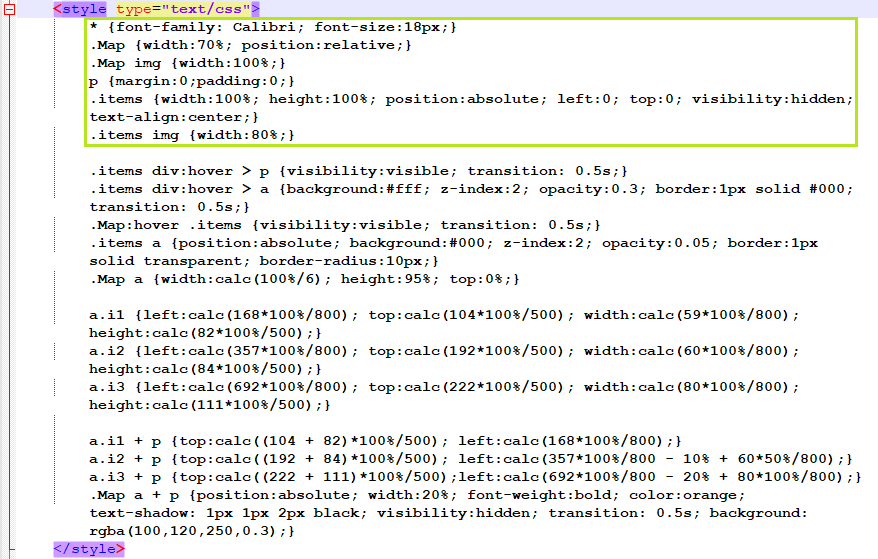 <style type="text/css">
* {font-family: Calibri; font-size:18px;}
.Map {width:70%; position:relative;}
.Map img {width:100%;}
p {margin:0;padding:0;}
.items {width:100%; height:100%; position:absolute; left:0; top:0; visibility:hidden;
text-align:center;}
.items img {width:80%;}
.items div:hover > p {visibility:visible; transition: 0.5s;}
.items div:hover > a {background:#fff; z-index:2; opacity:0.3; border:1px solid #000;
transition: 0.5s;}
.Map:hover .items {visibility:visible; transition: 0.5s;}
.items a {position:absolute; background:#000; z-index:2; opacity:0.05; border:1px
solid transparent; border-radius:10px;}
.Map a {width:calc(100%/6); height:95%; top:0%;}
a.i1 {left:calc(168*100%/800); top:calc(104*100%/500); width:calc(59*100%/800);
height:calc(82*100%/500);}
a.i2 {left:calc(357*100%/800); top:calc(192*100%/500); width:calc(60*100%/800);
height:calc(84*100%/500);}
a.i3 {left:calc(692*100%/800); top:calc(222*100%/500); width:calc(80*100%/800);
height:calc(111*100%/500);}
a.i1 + p {top:calc((104 + 82)*100%/500); left:calc(168*100%/800);}
a.i2 + p {top:calc((192 + 84)*100%/500); left:calc(357*100%/800 - 10% + 60*50%/800);}
a.i3 + p {top:calc((222 + 111)*100%/500);left:calc(692*100%/800 - 20% + 80*100%/800);}
.Map a + p {position:absolute; width:20%; font-weight:bold; color:orange;
text-shadow: 1px 1px 2px black; visibility:hidden; transition: 0.5s; background:
rgba(100,120,250,0.3);}
</style>